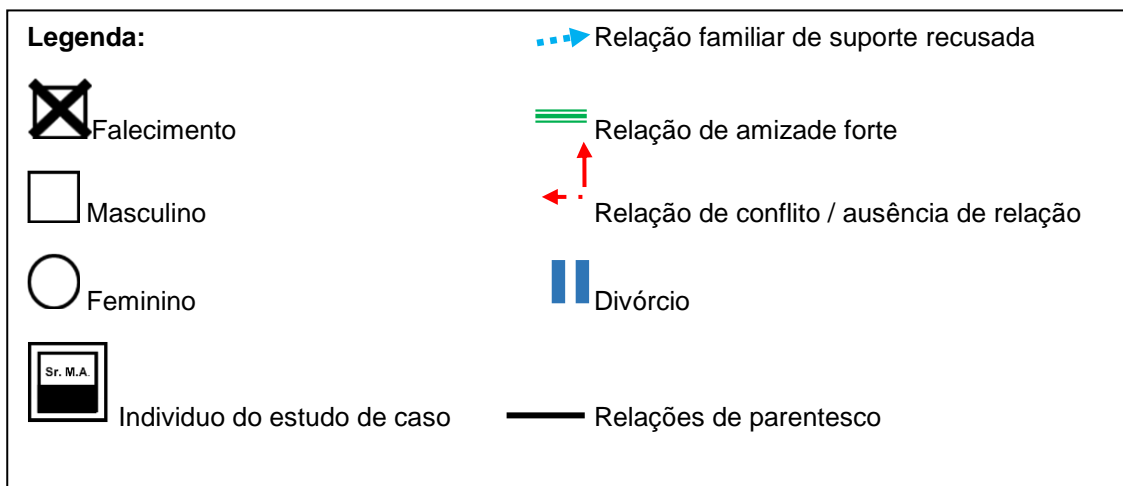 Legenda:
Relação familiar de suporte recusada
Falecimento
Relação de amizade forte
Masculino
Relação de conflito / ausência de relação
Feminino
Divórcio
Sr. M.A.
Individuo do estudo de caso
Relações de parentesco